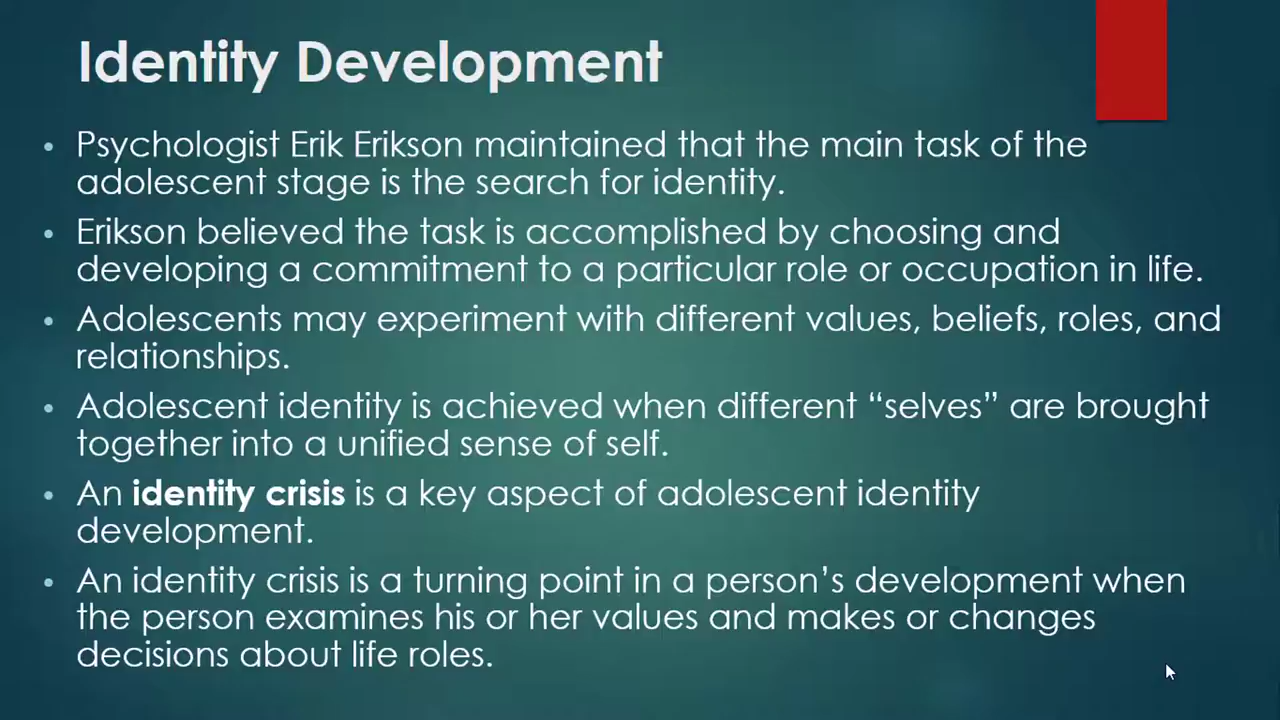 Identity Development
• Psychologist Erik Erikson maintained that the main task of the
adolescent stage is the search for identity.
• Erikson believed the task is accomplished by choosing and
developing a commitment to a particular role or occupation in life.
• Adolescents may experiment with different values, beliefs, roles, and
relationships.
• Adolescent identity is achieved when different “selves” are brought
together into a unified sense of self.
• An identity crisis is a key aspect of adolescent identity
development.
• An identity crisis is a turning point in a person’s development when
the person examines his or her values and makes or changes
decisions about life roles.